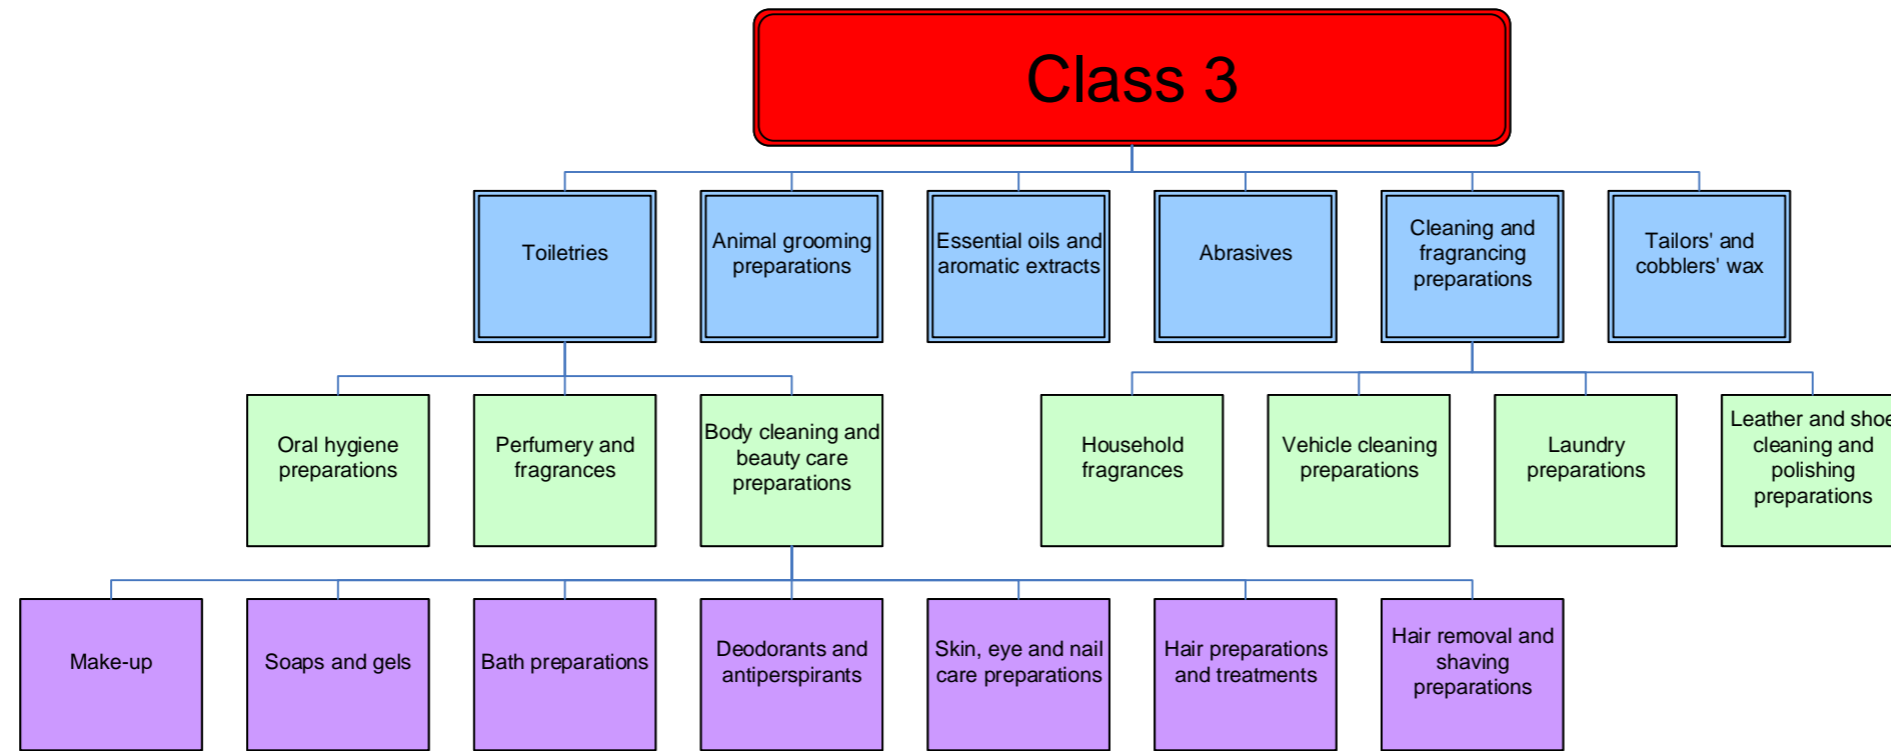 Class 3
Toiletries
Animal grooming
preparations
Essential oils and
aromatic extracts
Abrasives
Cleaning and
fragrancing
preparations
Tailors' and
cobblers' wax
Oral hygiene
preparations
Perfumery and
fragrances
Body cleaning and
beauty care
preparations
Household
fragrances
Vehicle cleaning
preparations
Laundry
preparations
Leather and shoe
cleaning and
polishing
preparations
Make-up
Soaps and gels
Bath preparations
Deodorants and
antiperspirants
Skin, eye and nail
care preparations
Hair preparations
and treatments
Hair removal and
shaving
preparations